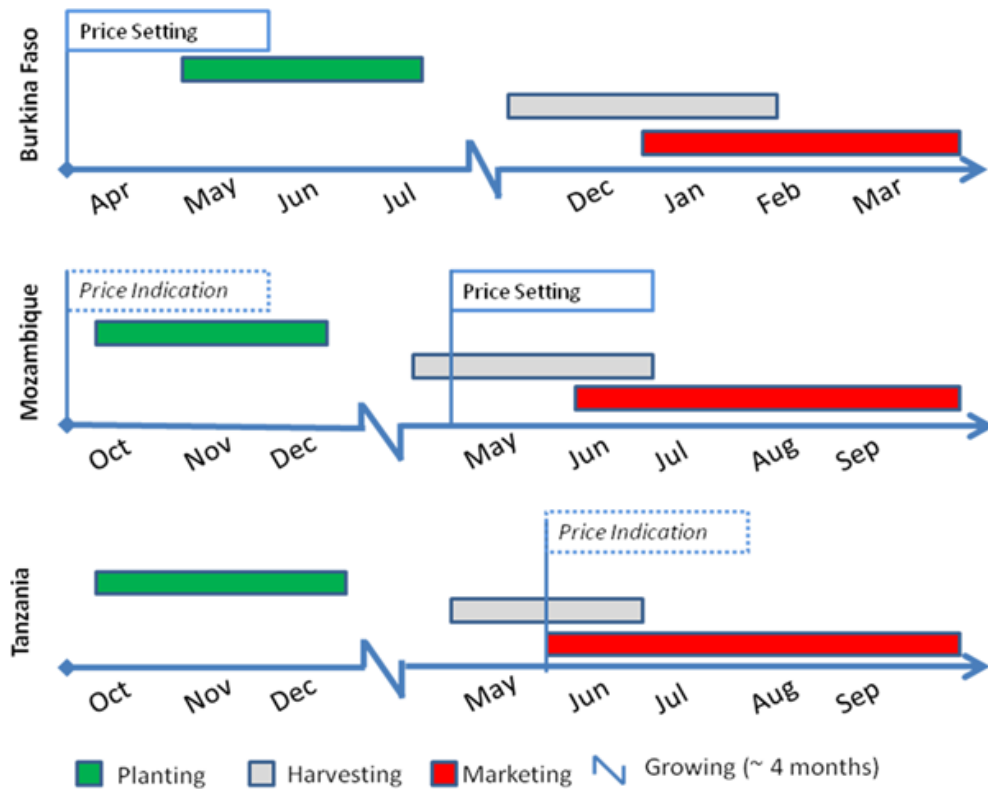 Burkina Faso
Price Setting
Apr May Jun Jul Dec Jan Feb Mar
Mozambique
Price Indication
Price Setting
Oct Nov Dec May Jun Jul Aug Sep
Tanzania
Price Indication
Oct Nov Dec May Jun Jul Aug Sep
Planting Harvesting Marketing Growing (~ 4 months)